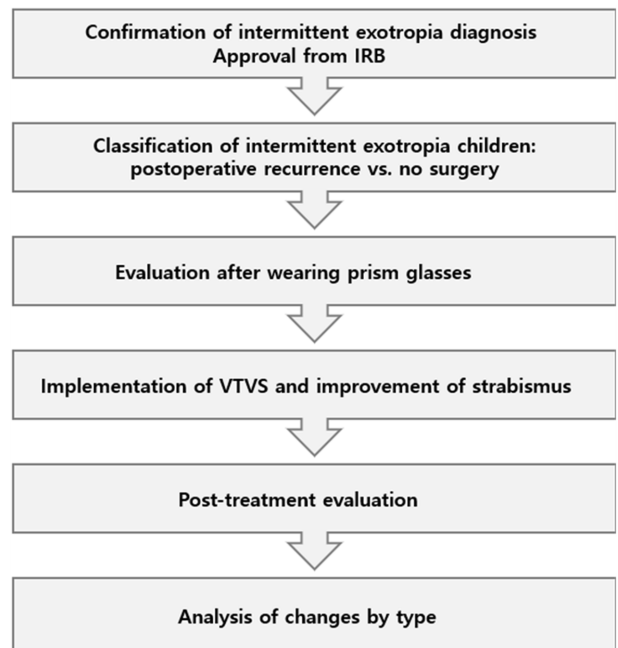 Confirmation of intermittent exotropia diagnosis
Approval from IRB
Classification of intermittent exotropia children:
postoperative recurrence vs. no surgery
Evaluation after wearing prism glasses
Implementation of VTVS and improvement of strabismus
Post-treatment evaluation
Analysis of changes by type